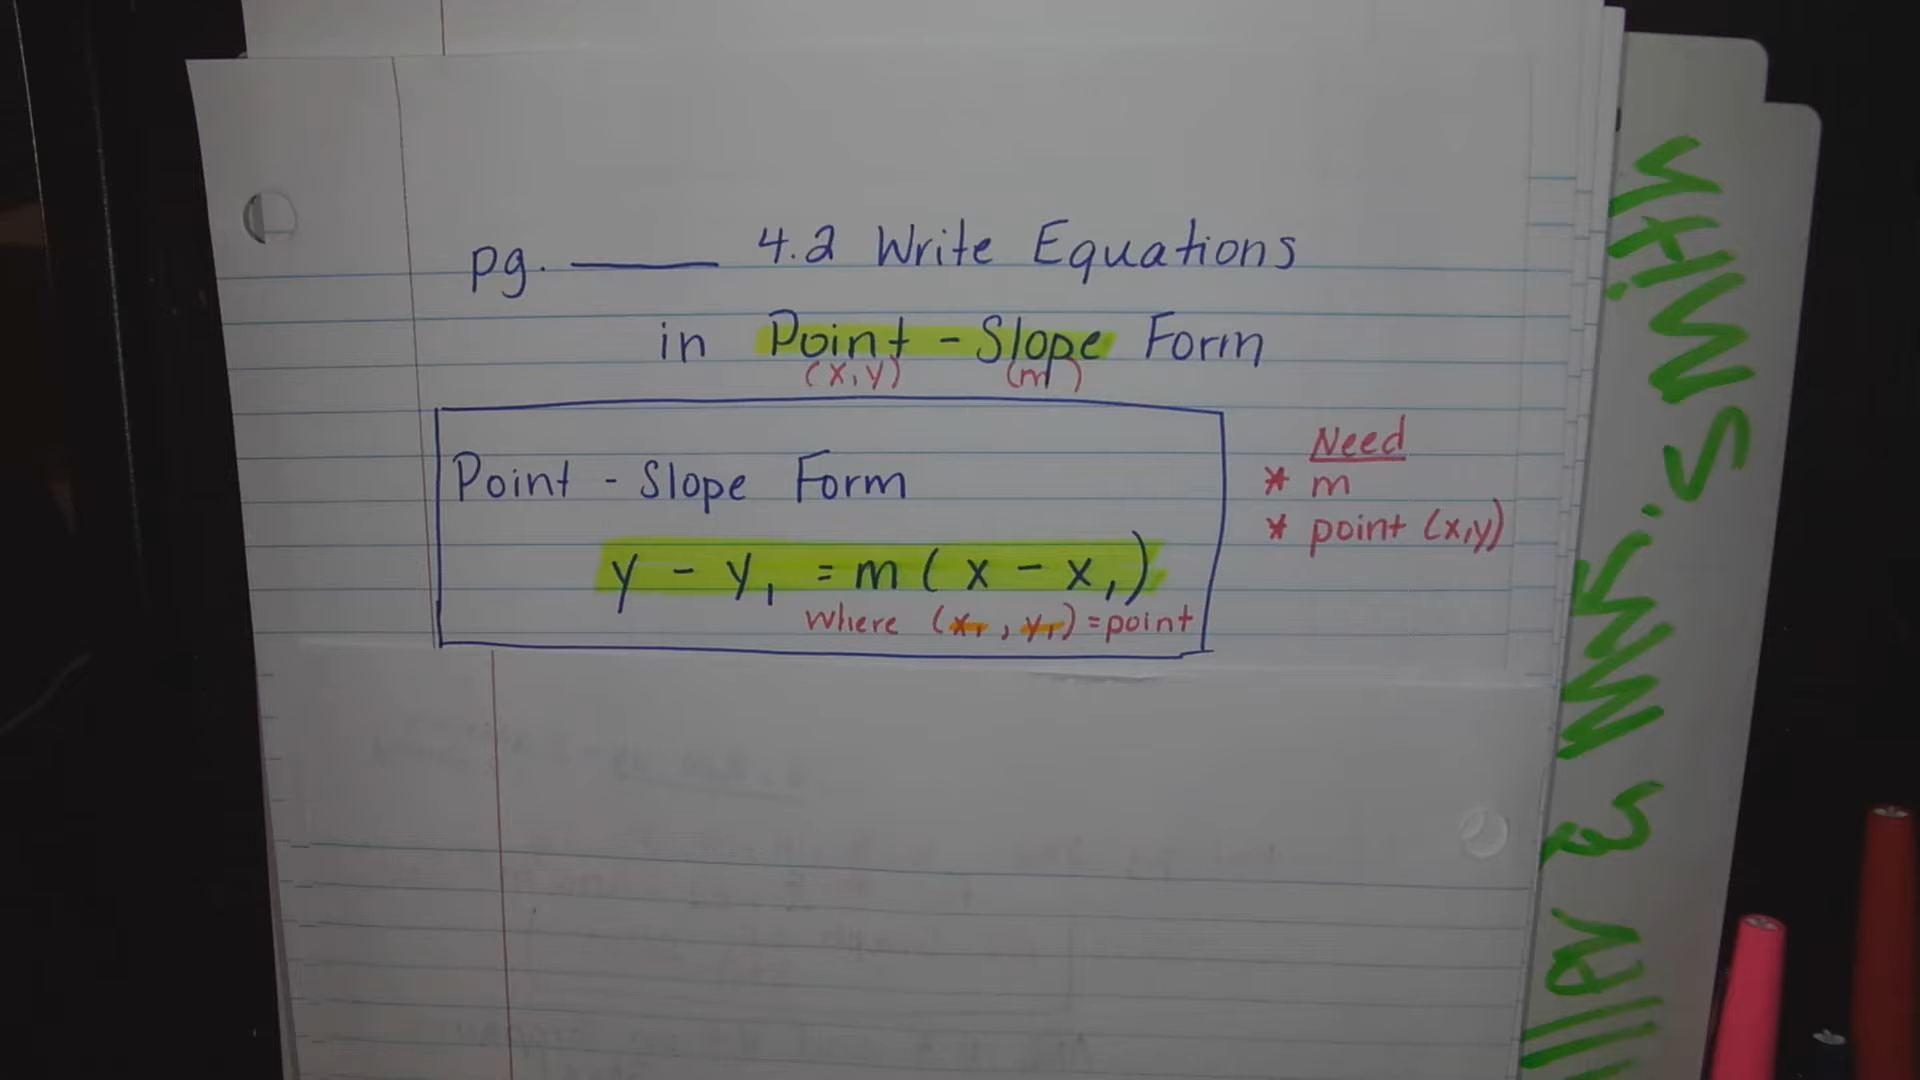 pg. ____ 4.2 Write Equations
in Point - Slope Form
(x,y) (m)
Point - Slope Form
y - y₁ = m(x - x₁)
where (x₁, y₁) = point
Need
* m
* point (x,y)